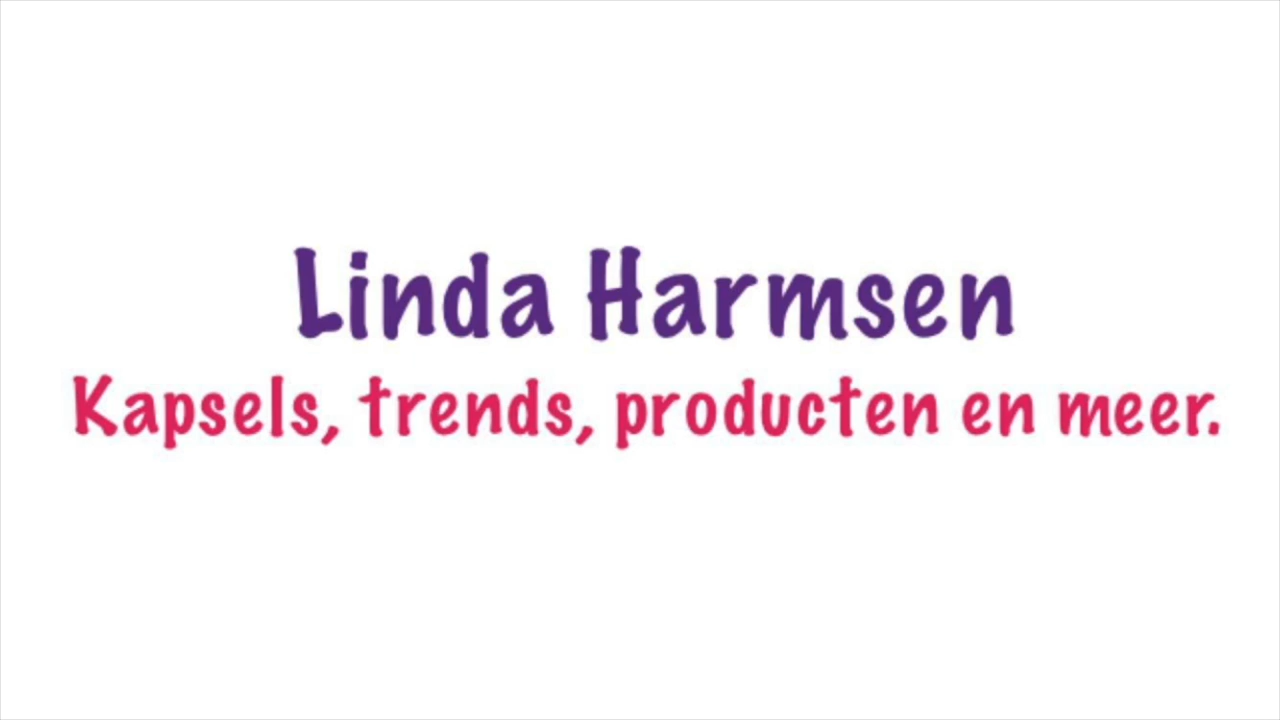 Linda Harmsen
Kapsels, trends, producten en meer.